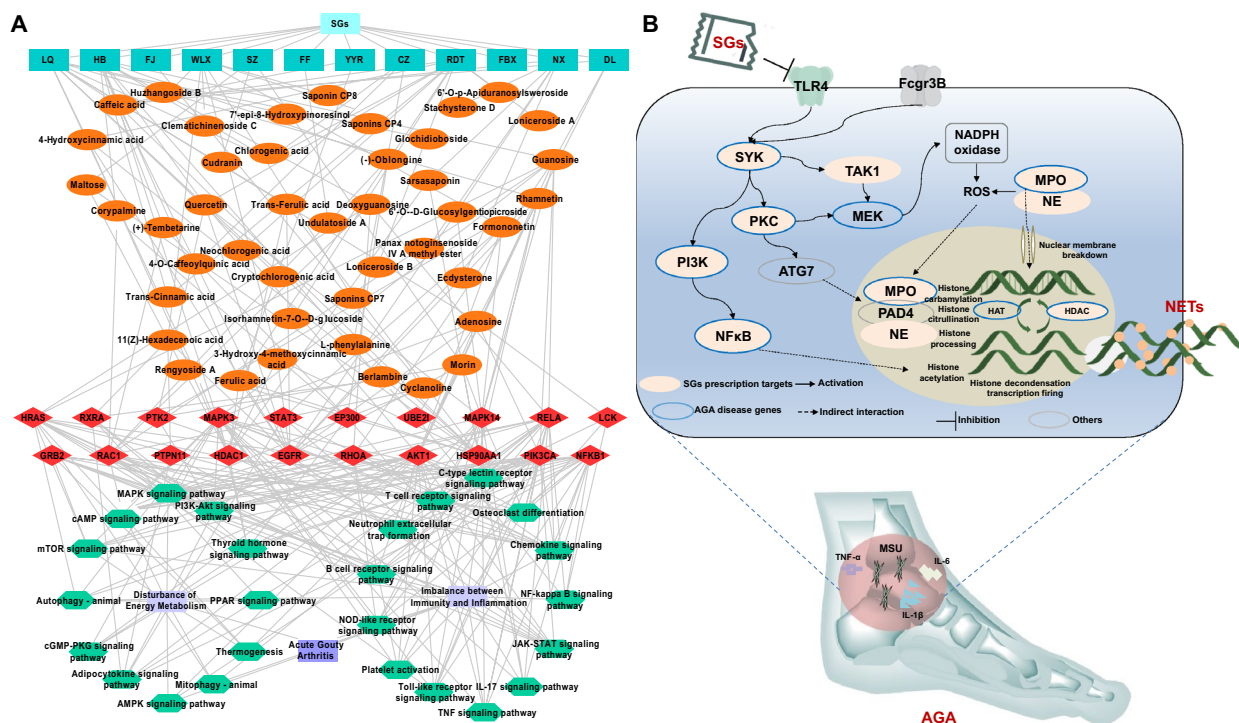 A
SGs
LQ
HB
FJ
WLX
SZ
FF
YYR
CZ
RDT
FBX
NX
DL
Huzhangoside B
Caffeic acid
7'-epi-8-Hydroxypinoresinol
Saponin CP8
6'-O-p-Apiduranosylsweroside
Stachysterone D
Loniceroside A
4-Hydroxycinnamic acid
Clematichinenoside C
Saponins CP4
Glochidioboside
Cudranin
Chlorogenic acid
(-)-Oblongine
Guanosine
Sarsasaponin
Maltose
Corypalmine
Quercetin
Trans-Ferulic acid
Deoxyguanosine
Rhamnetin
(+)-Tembetarine
Undulatoside A
6'-O--D-Glucosylgentiopicroside
Formononetin
Neochlorogenic acid
Panax notoginsenoside
IV A methyl ester
4-O-Caffeoylquinic acid
Cryptochlorogenic acid
Loniceroside B
Ecdysterone
Trans-Cinnamic acid
Saponins CP7
Isorhamnetin-7-O--D-glucoside
Adenosine
11(Z)-Hexadecenoic acid
3-Hydroxy-4-methoxycinnamic
acid
L-phenylalanine
Rengyoside A
Ferulic acid
Berlambine
Morin
Cyclanoline
HRAS
RXRA
PTK2
MAPK3
STAT3
EP300
UBE2I
MAPK14
RELA
LCK
GRB2
RAC1
PTPN11
HDAC1
EGFR
RHOA
AKT1
HSP90AA1
PIK3CA
NFKB1
C-type lectin receptor
signaling pathway
MAPK signaling pathway
PI3K-Akt signaling
pathway
T cell receptor signaling
pathway
cAMP signaling pathway
Osteoclast differentiation
Neutrophil extracellular
trap formation
mTOR signaling pathway
Thyroid hormone
signaling pathway
Chemokine signaling
pathway
B cell receptor signaling
pathway
Autophagy - animal
Disturbance of
Energy Metabolism
PPAR signaling pathway
Imbalance between
Immunity and Inflammation
NF-kappa B signaling
pathway
NOD-like receptor
signaling pathway
cGMP-PKG signaling
pathway
Thermogenesis
Acute Gouty
Arthritis
JAK-STAT signaling
pathway
Adipocytokine signaling
pathway
Mitophagy - animal
Platelet activation
Toll-like receptor
signaling pathway
IL-17 signaling pathway
AMPK signaling pathway
TNF signaling pathway
B
SGs
TLR4
Fcgr3B
SYK
TAK1
NADPH
oxidase
ROS
MPO
NE
PKC
MEK
PI3K
ATG7
Nuclear membrane
breakdown
MPO
PAD4
NE
Histone
carbamylation
Histone
citrullination
Histone
processing
HAT
HDAC
NETs
NFκB
Histone
acetylation
Histone decondensation
transcription firing
SGs prescription targets
Activation
AGA disease genes
Indirect interaction
Inhibition
Others
MSU
TNF-α
IL-6
IL-1β
AGA